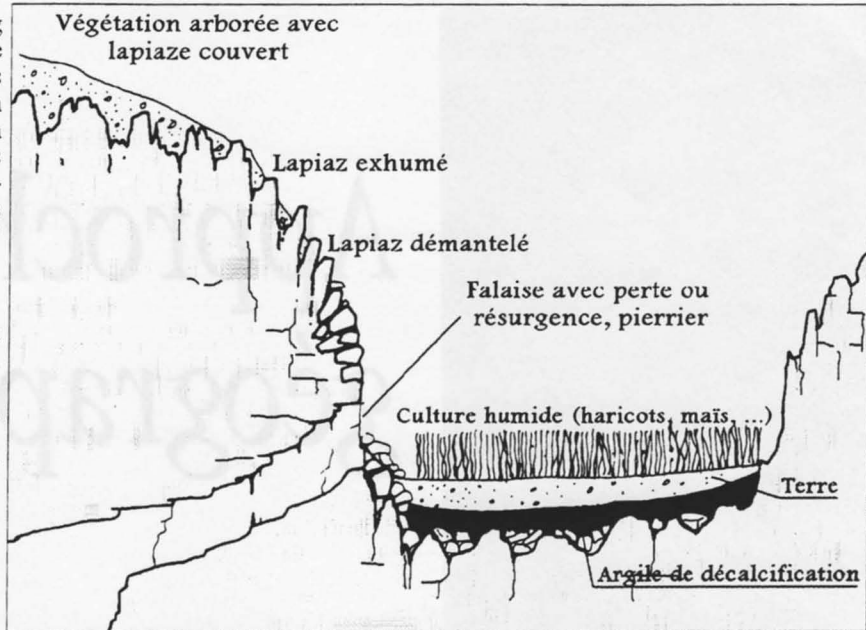 Végétation arborée avec
lapiaze couvert
Lapiaz exhumé
Lapiaz démantelé
Falaise avec perte ou
résurgence, pierrier
Culture humide (haricots, maïs, ...)
Terre
Argile de décalcification